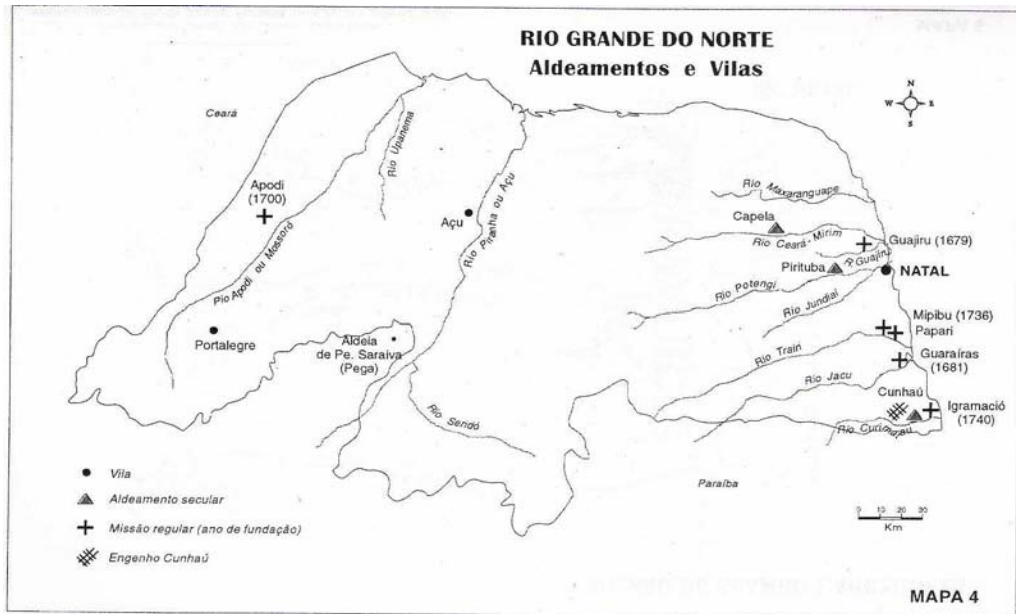 RIO GRANDE DO NORTE
Aldeamentos e Vilas
N
W
E
S
Ceará
Rio Upanema
Apodi
(1700)
Açu
Rio Piranha ou Açu
Pio Apodi ou Mossoró
Portalegre
Aldeia
de Pe. Saraiva
(Pega)
Rio Sendó
Rio Maxaranguape
Capela
Rio Ceará-Mirim
Guajiru (1679)
R. Guajiru
Pirituba
NATAL
Rio Potengi
Rio Jundiaí
Mipibu (1736)
Papari
Rio Trairi
Guaraíras
(1681)
Rio Jacu
Cunhaú
Igramació
(1740)
Rio Curimataú
Paraíba
Vila
Aldeamento secular
Missão regular (ano de fundação)
Engenho Cunhaú
0 10 20 30
Km
MAPA 4